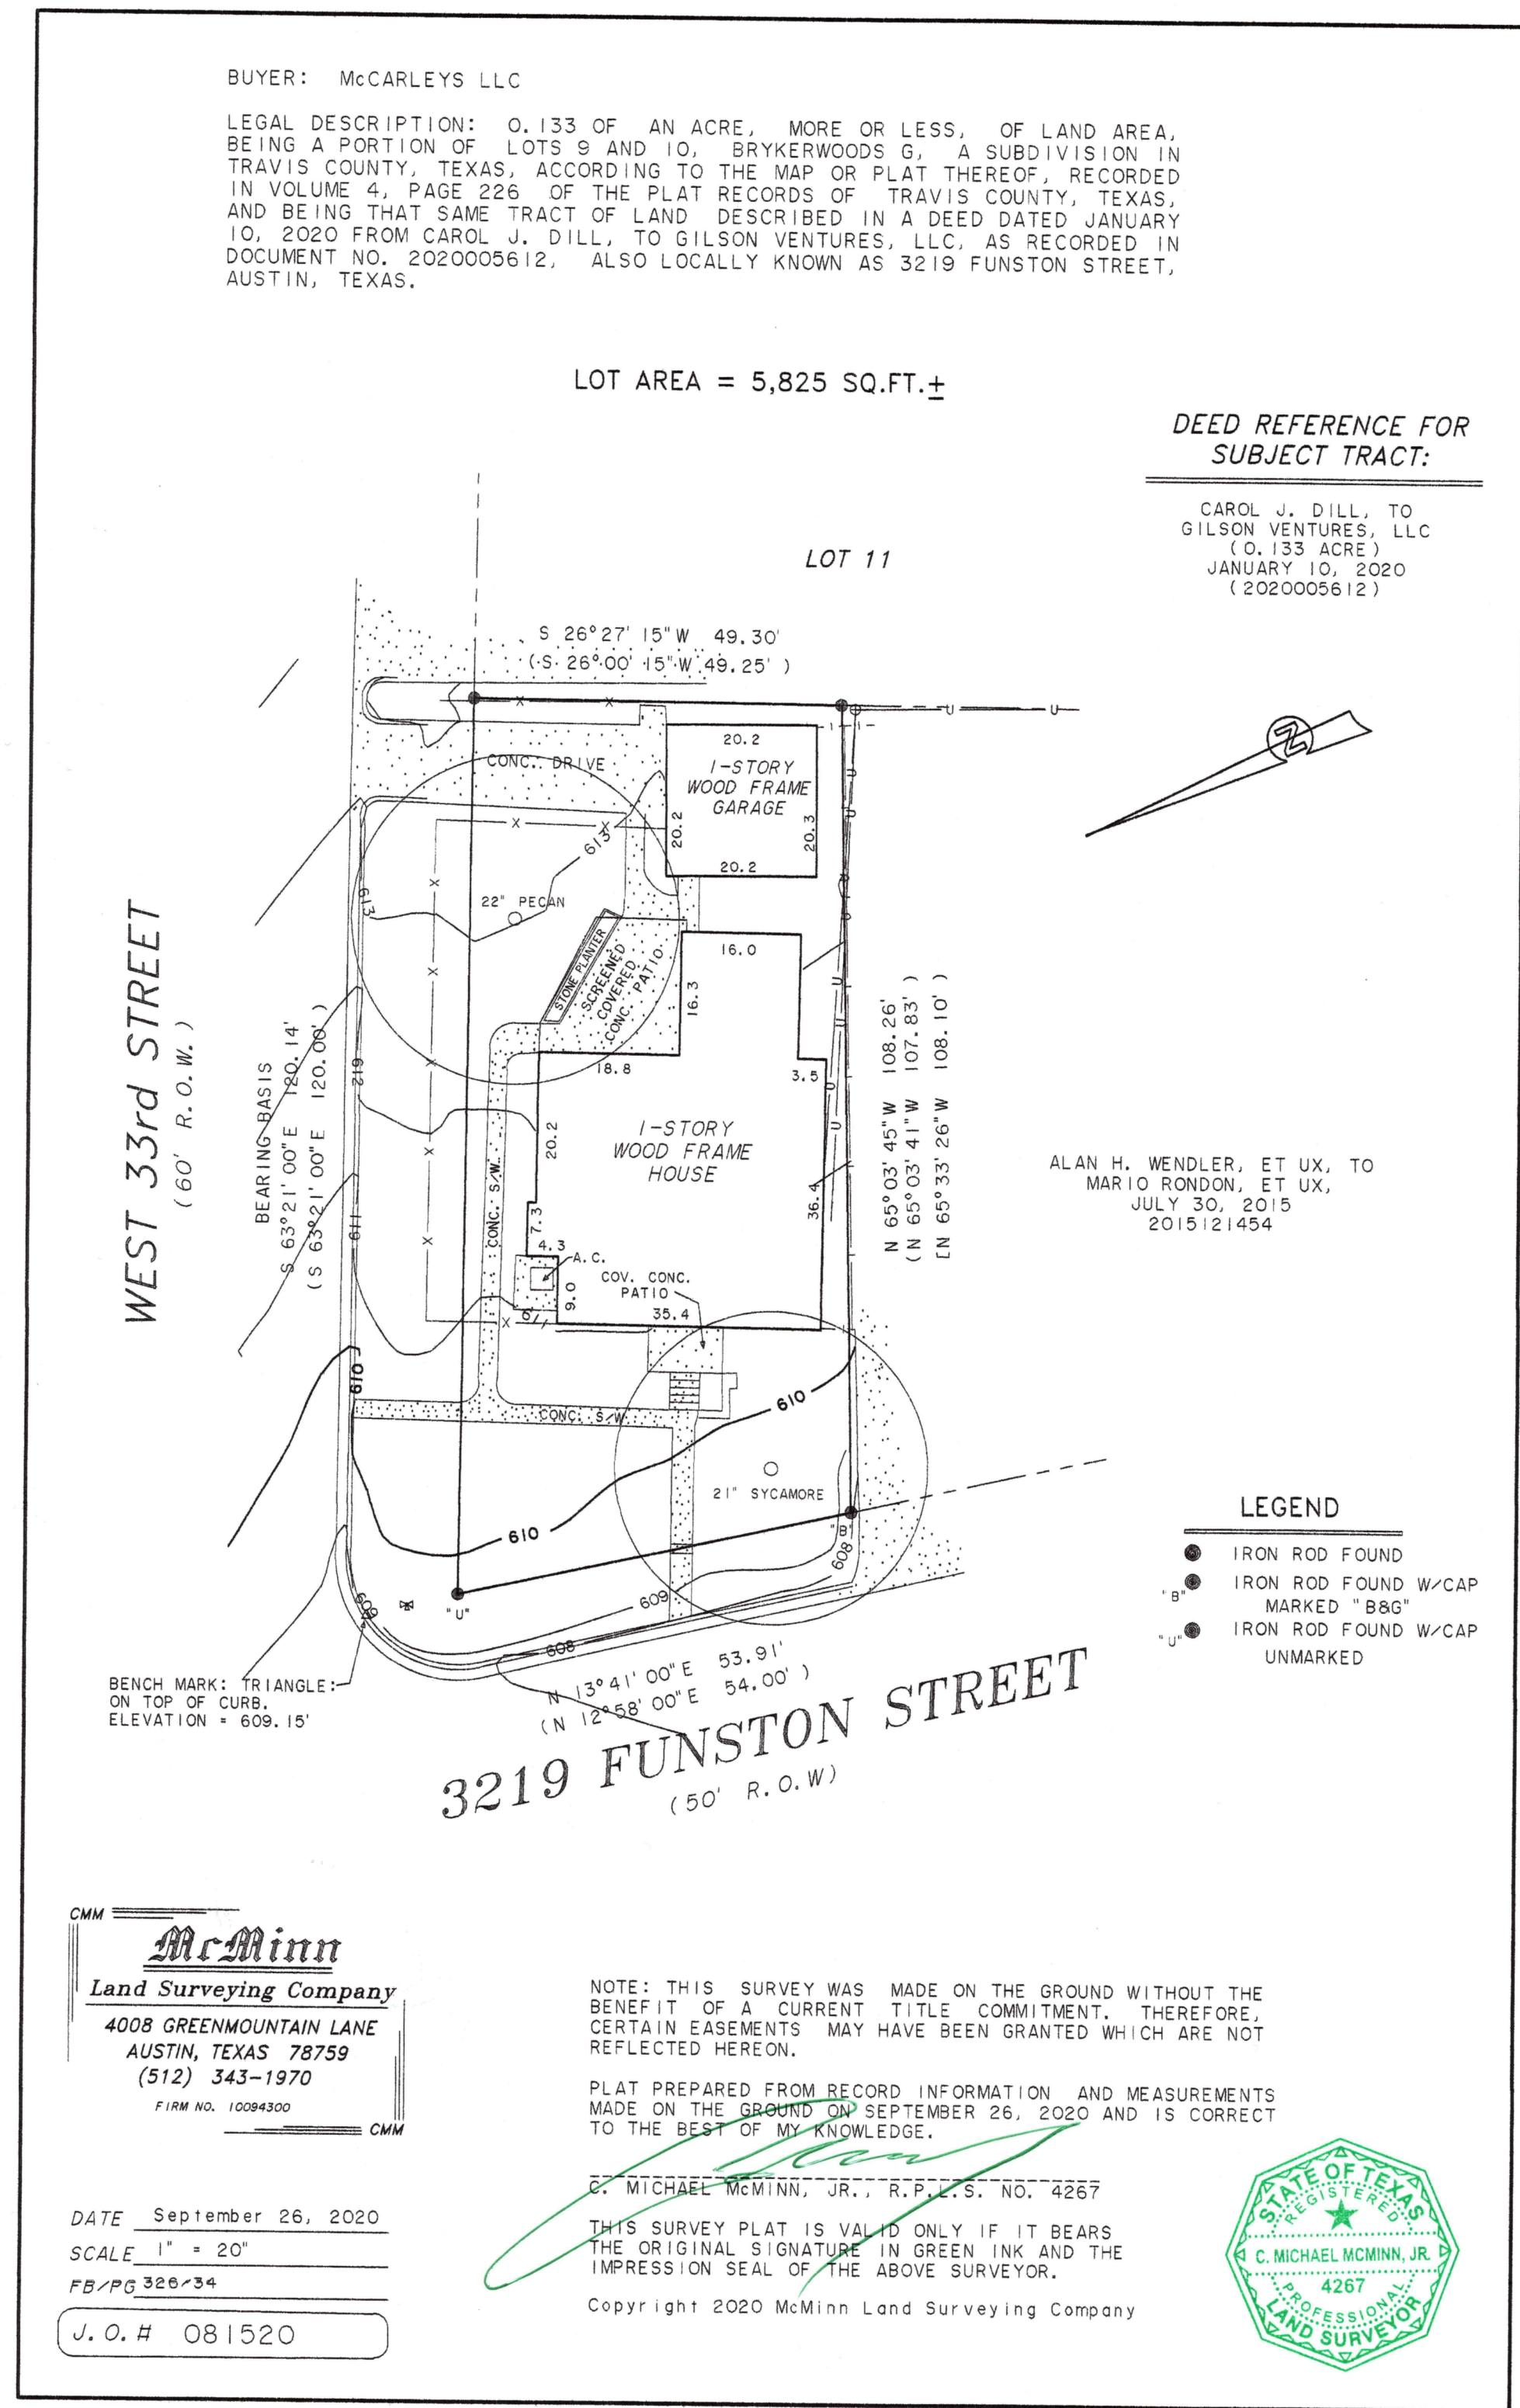 BUYER: McCARLEYS LLC
LEGAL DESCRIPTION: 0.133 OF AN ACRE, MORE OR LESS, OF LAND AREA,
BEING A PORTION OF LOTS 9 AND 10, BRYKERWOODS G, A SUBDIVISION IN
TRAVIS COUNTY, TEXAS, ACCORDING TO THE MAP OR PLAT THEREOF, RECORDED
IN VOLUME 4, PAGE 226 OF THE PLAT RECORDS OF TRAVIS COUNTY, TEXAS,
AND BEING THAT SAME TRACT OF LAND DESCRIBED IN A DEED DATED JANUARY
10, 2020 FROM CAROL J. DILL, TO GILSON VENTURES, LLC, AS RECORDED IN
DOCUMENT NO. 2020005612, ALSO LOCALLY KNOWN AS 3219 FUNSTON STREET,
AUSTIN, TEXAS.
LOT AREA = 5,825 SQ.FT.±
DEED REFERENCE FOR
SUBJECT TRACT:
CAROL J. DILL, TO
GILSON VENTURES, LLC
(0.133 ACRE)
JANUARY 10, 2020
(2020005612)
LOT 11
S 26°27'15"W 49.30'
(S 26°00'15"W 49.25')
X
X
U
U
Z
CONC. DRIVE
20.2
1-STORY
WOOD FRAME
GARAGE
20.2
20.3
20.2
X
X
613
613
22" PECAN
STONE PLANTER
SCREENED
COVERED
CONC. PATIO
16.0
16.3
WEST 33rd STREET
(60' R.O.W.)
BEARING BASIS
S 63°21'00"E 120.14'
(S 63°21'00"E 120.00')
612
611
X
X
X
X
X
CONC. S/W
18.8
3.5
20.2
1-STORY
WOOD FRAME
HOUSE
36.4
7.3
4.3
A.C.
9.0
COV. CONC.
PATIO
35.4
X
611
U
U
U
U
U
U
N 65°03'45"W 108.26'
(N 65°03'41"W 107.83')
[N 65°33'26"W 108.10')
ALAN H. WENDLER, ET UX, TO
MARIO RONDON, ET UX,
JULY 30, 2015
2015121454
610
CONC. S/W
610
610
21" SYCAMORE
"B"
608
609
609
608
"U"
BENCH MARK: TRIANGLE:
ON TOP OF CURB.
ELEVATION = 609.15'
N 13°41'00"E 53.91'
(N 12°58'00"E 54.00')
3219 FUNSTON STREET
(50' R.O.W)
LEGEND
IRON ROD FOUND
"B" IRON ROD FOUND W/CAP
MARKED "B&G"
"U" IRON ROD FOUND W/CAP
UNMARKED
CMM
McMinn
Land Surveying Company
4008 GREENMOUNTAIN LANE
AUSTIN, TEXAS 78759
(512) 343-1970
FIRM NO. 10094300
CMM
NOTE: THIS SURVEY WAS MADE ON THE GROUND WITHOUT THE
BENEFIT OF A CURRENT TITLE COMMITMENT. THEREFORE,
CERTAIN EASEMENTS MAY HAVE BEEN GRANTED WHICH ARE NOT
REFLECTED HEREON.
PLAT PREPARED FROM RECORD INFORMATION AND MEASUREMENTS
MADE ON THE GROUND ON SEPTEMBER 26, 2020 AND IS CORRECT
TO THE BEST OF MY KNOWLEDGE.
C. MICHAEL McMINN, JR., R.P.L.S. NO. 4267
THIS SURVEY PLAT IS VALID ONLY IF IT BEARS
THE ORIGINAL SIGNATURE IN GREEN INK AND THE
IMPRESSION SEAL OF THE ABOVE SURVEYOR.
Copyright 2020 McMinn Land Surveying Company
DATE September 26, 2020
SCALE 1" = 20"
FB/PG 326/34
J.O.# 081520
STATE OF TEXAS
REGISTERED
C. MICHAEL MCMINN, JR.
4267
PROFESSIONAL
LAND SURVEYOR